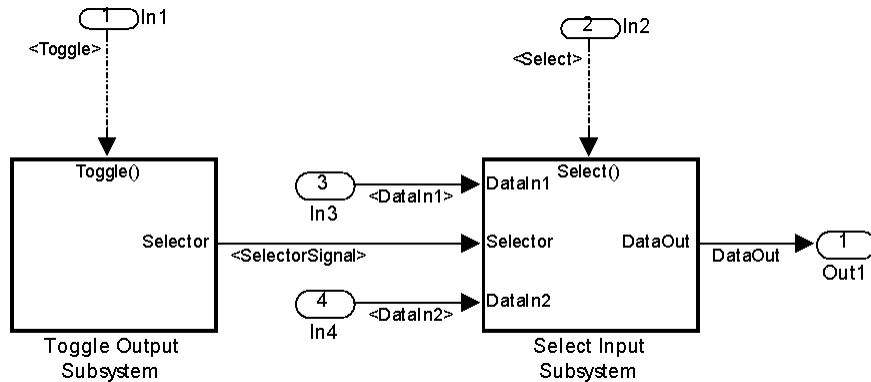 1 In1
<Toggle>
2 In2
<Select>
Toggle()
Selector
Toggle Output
Subsystem
<SelectorSignal>
3
In3
<DataIn1>
4
In4
<DataIn2>
Select()
DataIn1
Selector
DataOut
DataIn2
Select Input
Subsystem
DataOut
1
Out1